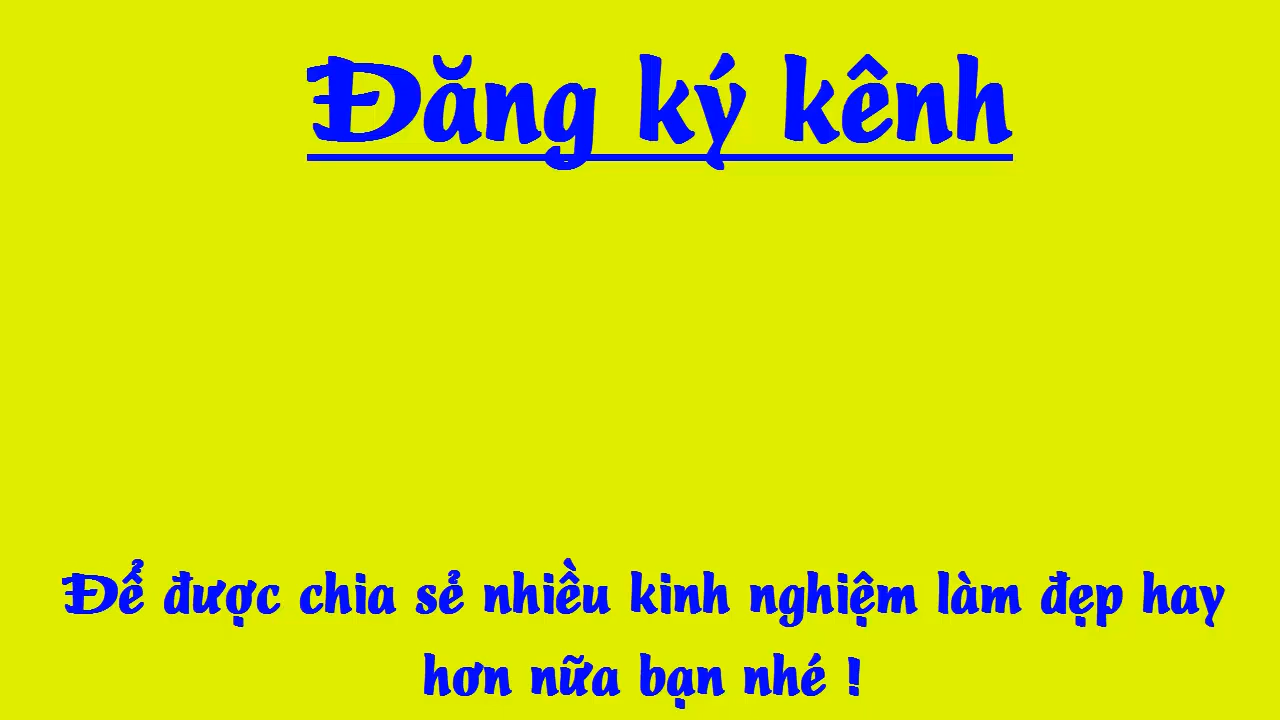 Đăng ký kênh
Để được chia sẻ nhiều kinh nghiệm làm đẹp hay
hơn nữa bạn nhé !